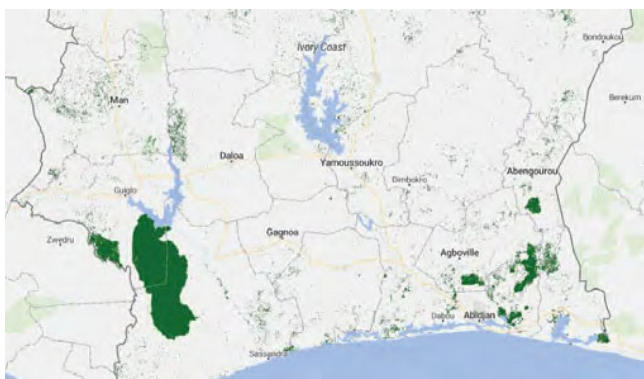 Ivory Coast
Bondoukou
Man
Berekum
Daloa
Yamoussoukro
Dimbokro
Abengourou
Guiglo
Zwedru
Gagnoa
Agboville
Dabou
Abidjan
Sassandra